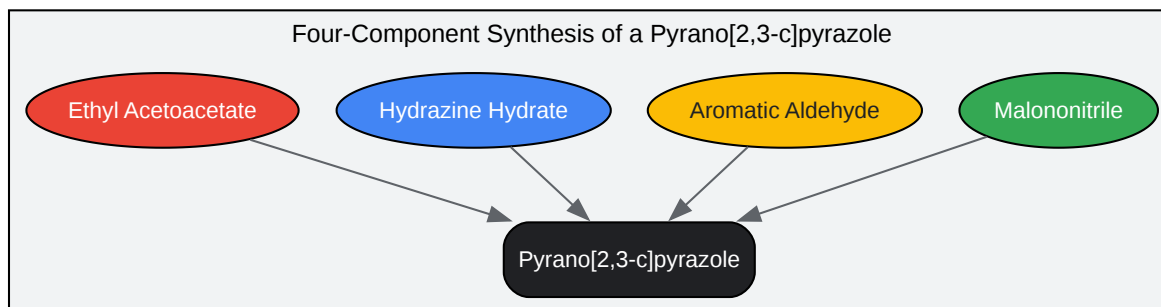 Four-Component Synthesis of a Pyrano[2,3-c]pyrazole
Ethyl Acetoacetate
Hydrazine Hydrate
Aromatic Aldehyde
Malononitrile
Pyrano[2,3-c]pyrazole